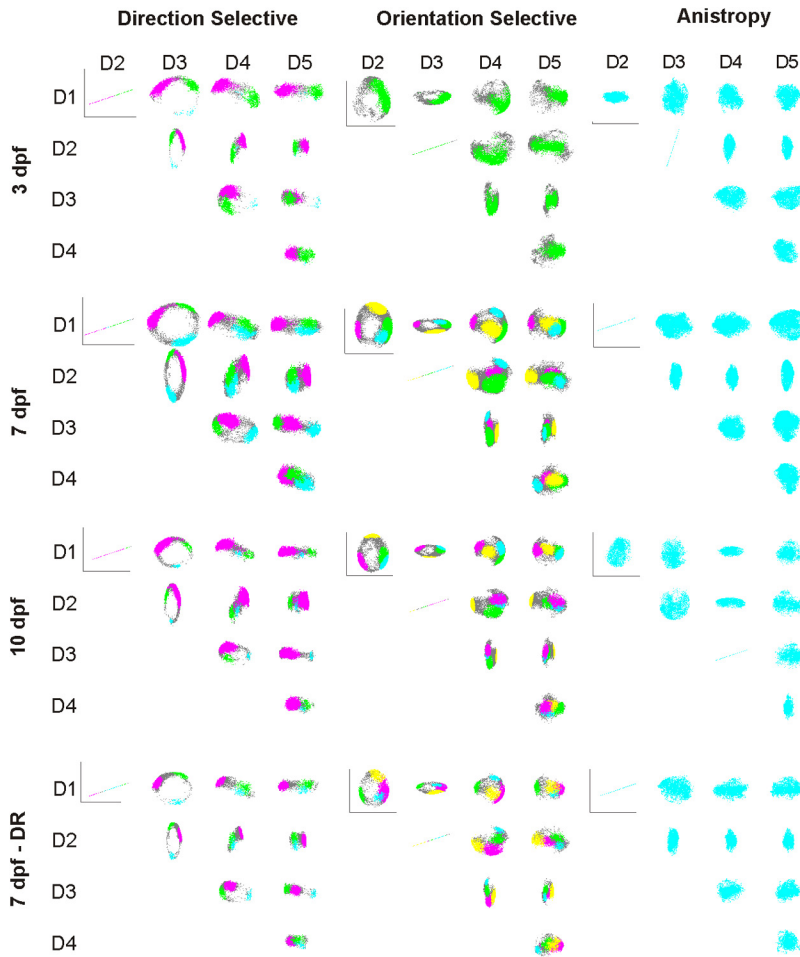 Direction Selective Orientation Selective Anistropy
D2 D3 D4 D5 D2 D3 D4 D5 D2 D3 D4 D5
3 dpf
D1
D2
D3
D4
7 dpf
D1
D2
D3
D4
10 dpf
D1
D2
D3
D4
7 dpf - DR
D1
D2
D3
D4